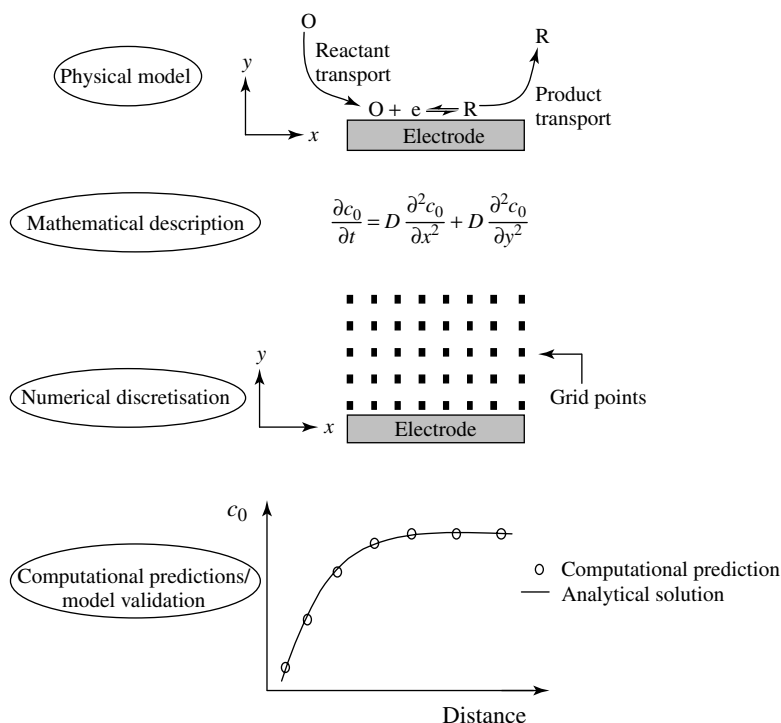 O
R
Reactant
transport
Physical model
y
x
O + e ⇌ R
Product
transport
Electrode
Mathematical description
∂c₀/∂t = D ∂²c₀/∂x² + D ∂²c₀/∂y²
y
x
Numerical discretisation
Grid points
Electrode
c₀
Computational predictions/
model validation
Computational prediction
Analytical solution
Distance